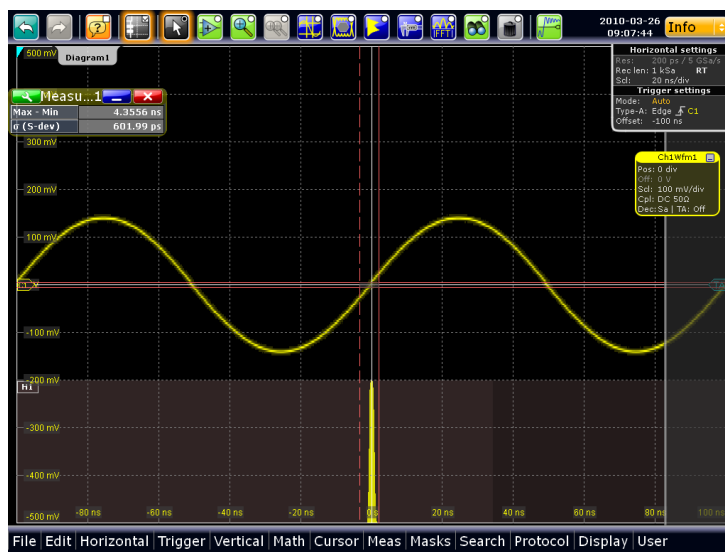 2010-03-26
09:07:44
Info
500 mV
Diagram1
Horizontal settings
Res: 200 ps / 5 GSa/s
Rec len: 1 kSa RT
Scl: 20 ns/div
Trigger settings
Mode: Auto
Type-A: Edge C1
Offset: -100 ns
Measu...1
Max - Min 4.3556 ns
σ (S-dev) 601.99 ps
300 mV
200 mV
100 mV
Ch1Wfm1
Pos: 0 div
Off: 0 V
Scl: 100 mV/div
Cpl: DC 50Ω
Dec: Sa | TA: Off
C1
TA
-100 mV
-200 mV
H1
-300 mV
-400 mV
-500 mV
-80 ns -60 ns -40 ns -20 ns 0 s 20 ns 40 ns 60 ns 80 ns 100 ns
File Edit Horizontal Trigger Vertical Math Cursor Meas Masks Search Protocol Display User